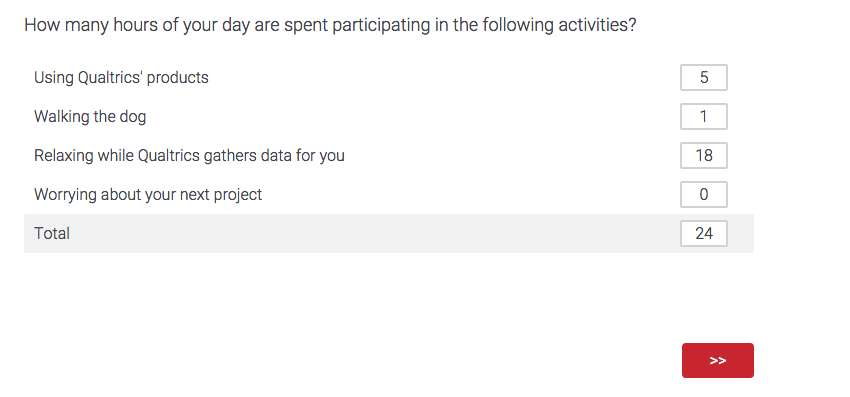 How many hours of your day are spent participating in the following activities?
Using Qualtrics' products 5
Walking the dog 1
Relaxing while Qualtrics gathers data for you 18
Worrying about your next project 0
Total 24
>>